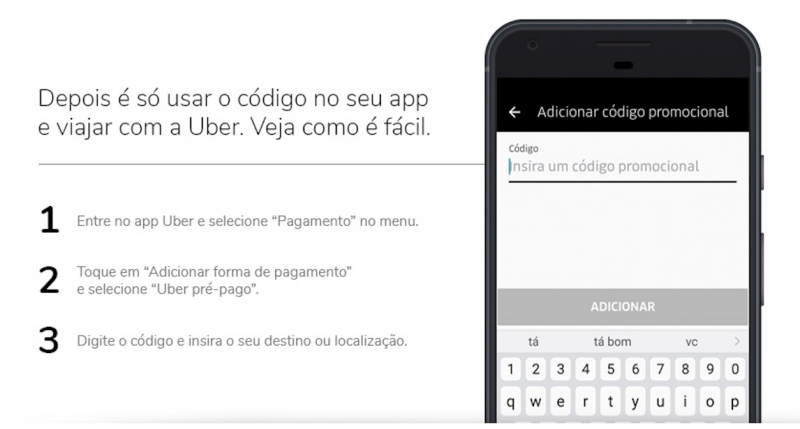 Depois é só usar o código no seu app
e viajar com a Uber. Veja como é fácil.
1 Entre no app Uber e selecione “Pagamento” no menu.
2 Toque em “Adicionar forma de pagamento”
e selecione “Uber pré-pago”.
3 Digite o código e insira o seu destino ou localização.
Adicionar código promocional
Código
Insira um código promocional
ADICIONAR
tá tá bom vc
1 2 3 4 5 6 7 8 9 0
q w e r t y u i o p